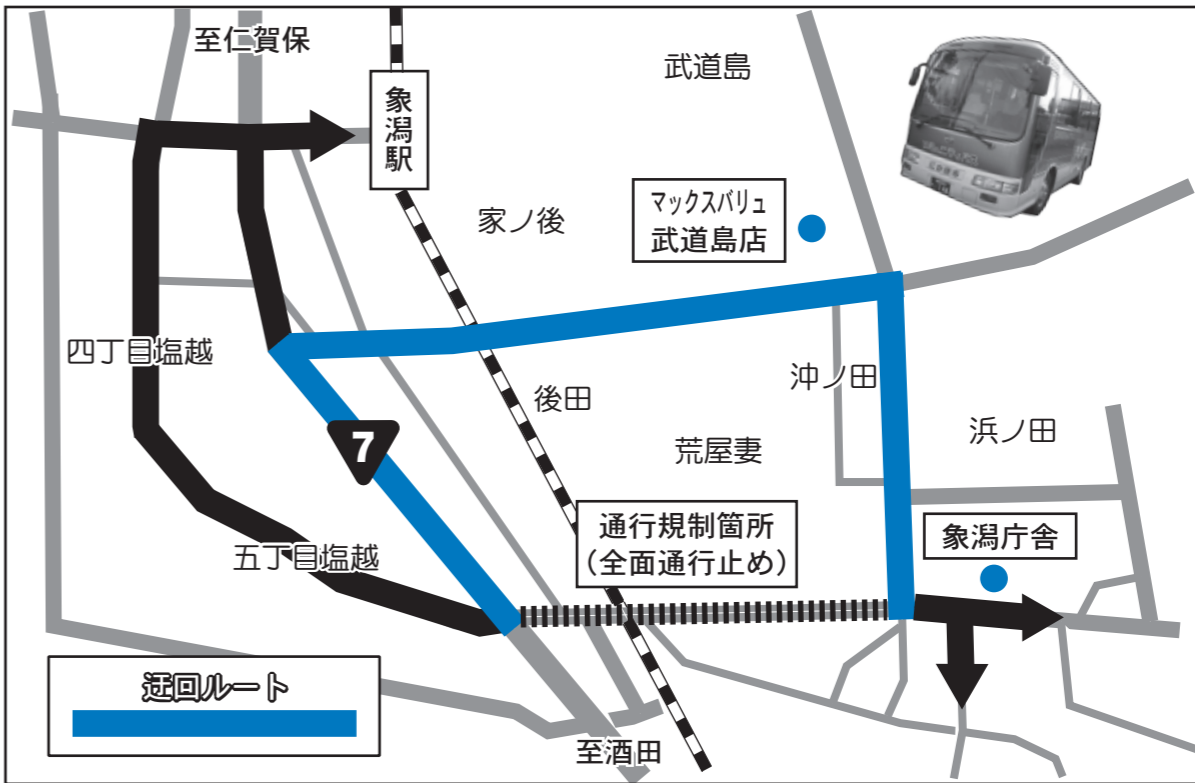 至仁賀保
象潟駅
武道島
マックスバリュ
武道島店
家ノ後
四丁目塩越
後田
沖ノ田
7
荒屋妻
浜ノ田
通行規制箇所
(全面通行止め)
象潟庁舎
五丁目塩越
迂回ルート
至酒田